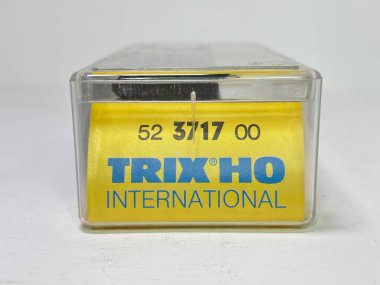 52 3717 00
TRIX® HO
INTERNATIONAL